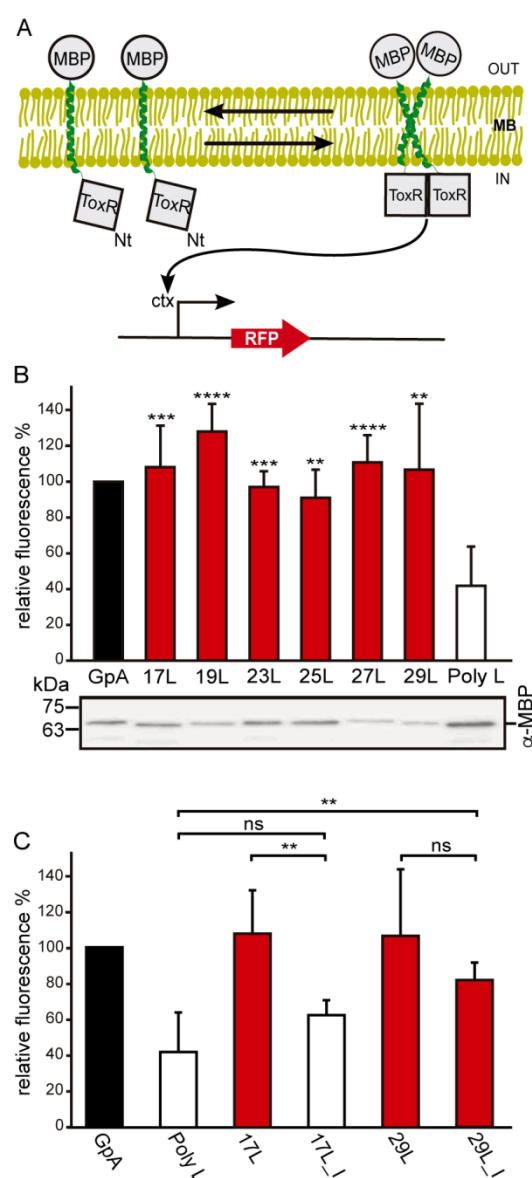 A
MBP MBP MBP MBP
OUT
MB
IN
ToxR ToxR ToxR ToxR
Nt Nt
ctx
RFP
B
relative fluorescence %
140
120
100
80
60
40
20
0
*** **** *** ** **** **
GpA 17L 19L 23L 25L 27L 29L Poly L
kDa
75
63
α-MBP
C
**
ns
** ns
relative fluorescence %
140
120
100
80
60
40
20
0
GpA Poly L 17L 17L_I 29L 29L_I